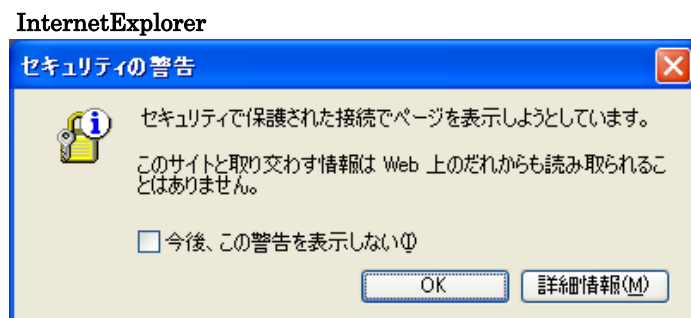 InternetExplorer
セキュリティの警告
セキュリティで保護された接続でページを表示しようとしています。
このサイトと取り交わす情報は Web 上のだれからも読み取られるこ
とはありません。
今後、この警告を表示しない(I)
OK
詳細情報(M)